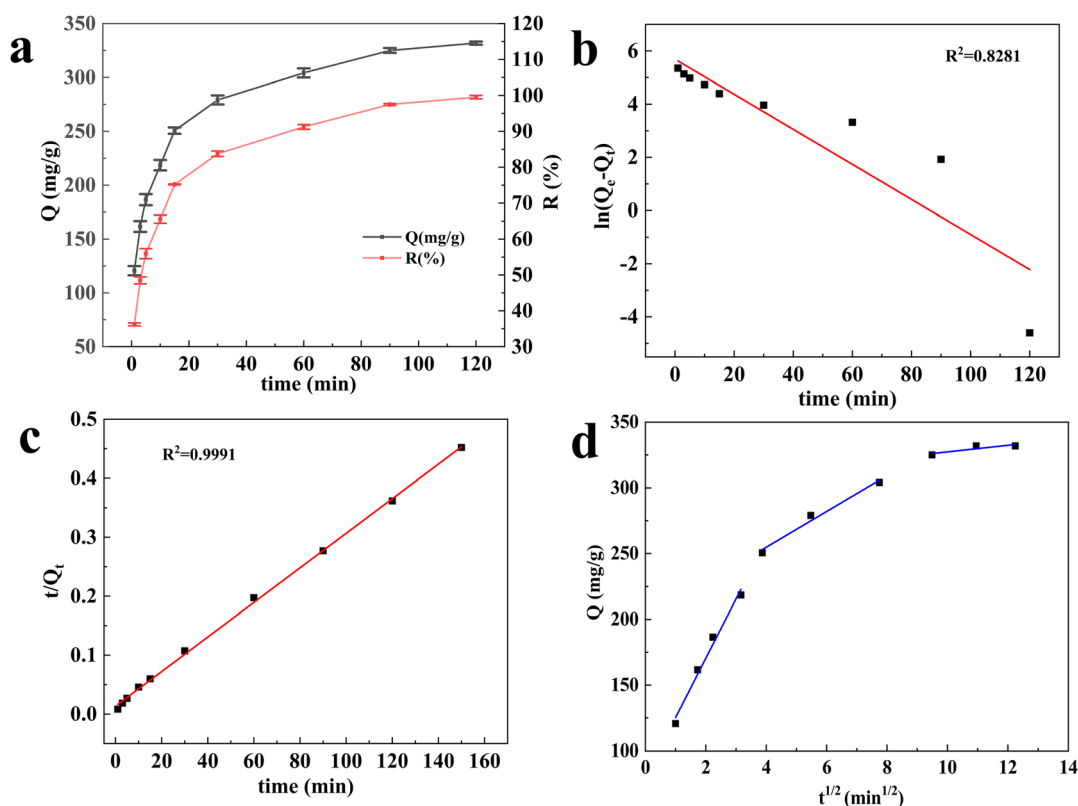 a
350
300
250
200
150
100
50
Q (mg/g)
120
110
100
90
80
70
60
50
40
30
R (%)
Q(mg/g)
R(%)
0 20 40 60 80 100 120
time (min)
b
R²=0.8281
6
4
2
0
-2
-4
ln(Qₑ-Qₜ)
0 20 40 60 80 100 120
time (min)
c
R²=0.9991
0.5
0.4
0.3
0.2
0.1
0.0
t/Qₜ
0 20 40 60 80 100 120 140 160
time (min)
d
350
300
250
200
150
100
Q (mg/g)
0 2 4 6 8 10 12 14
t^1/2 (min^1/2)